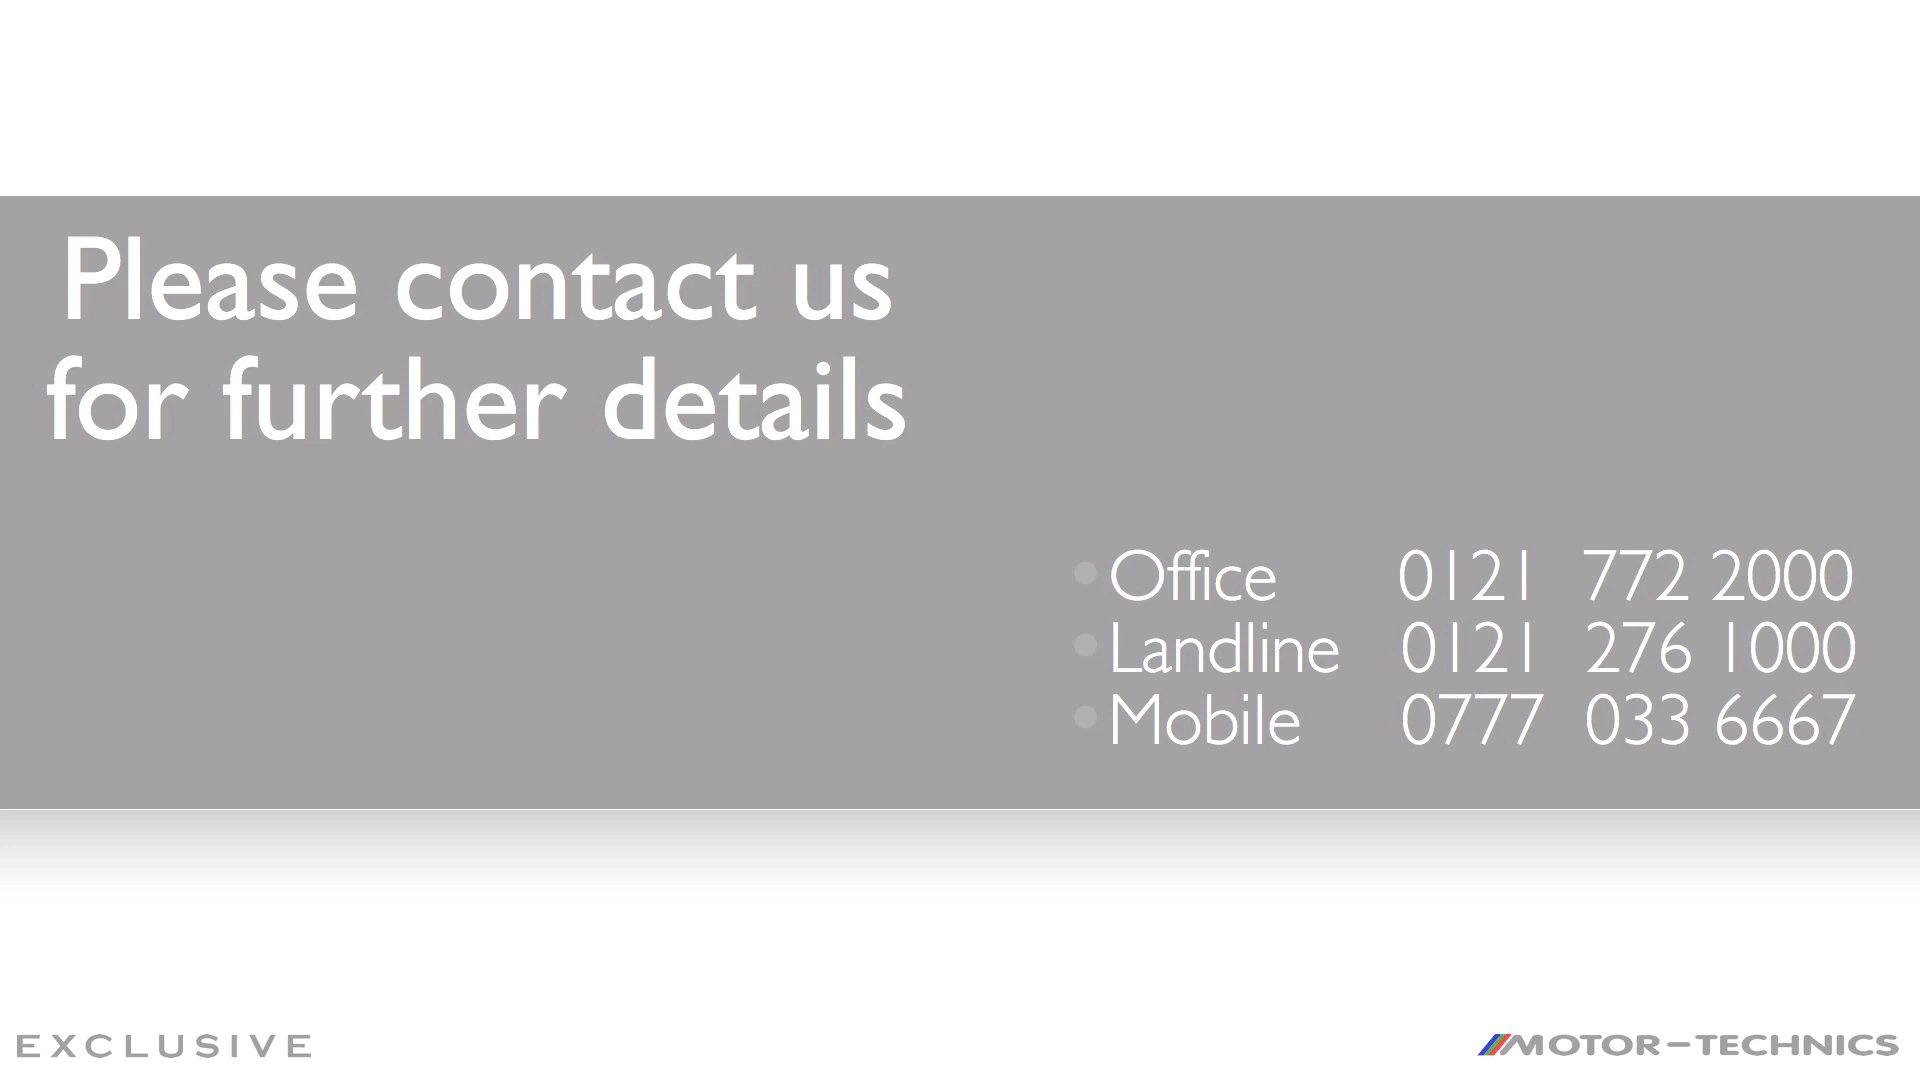 Please contact us
for further details
• Office 0121 772 2000
• Landline 0121 276 1000
• Mobile 0777 033 6667
EXCLUSIVE
MOTOR-TECHNICS